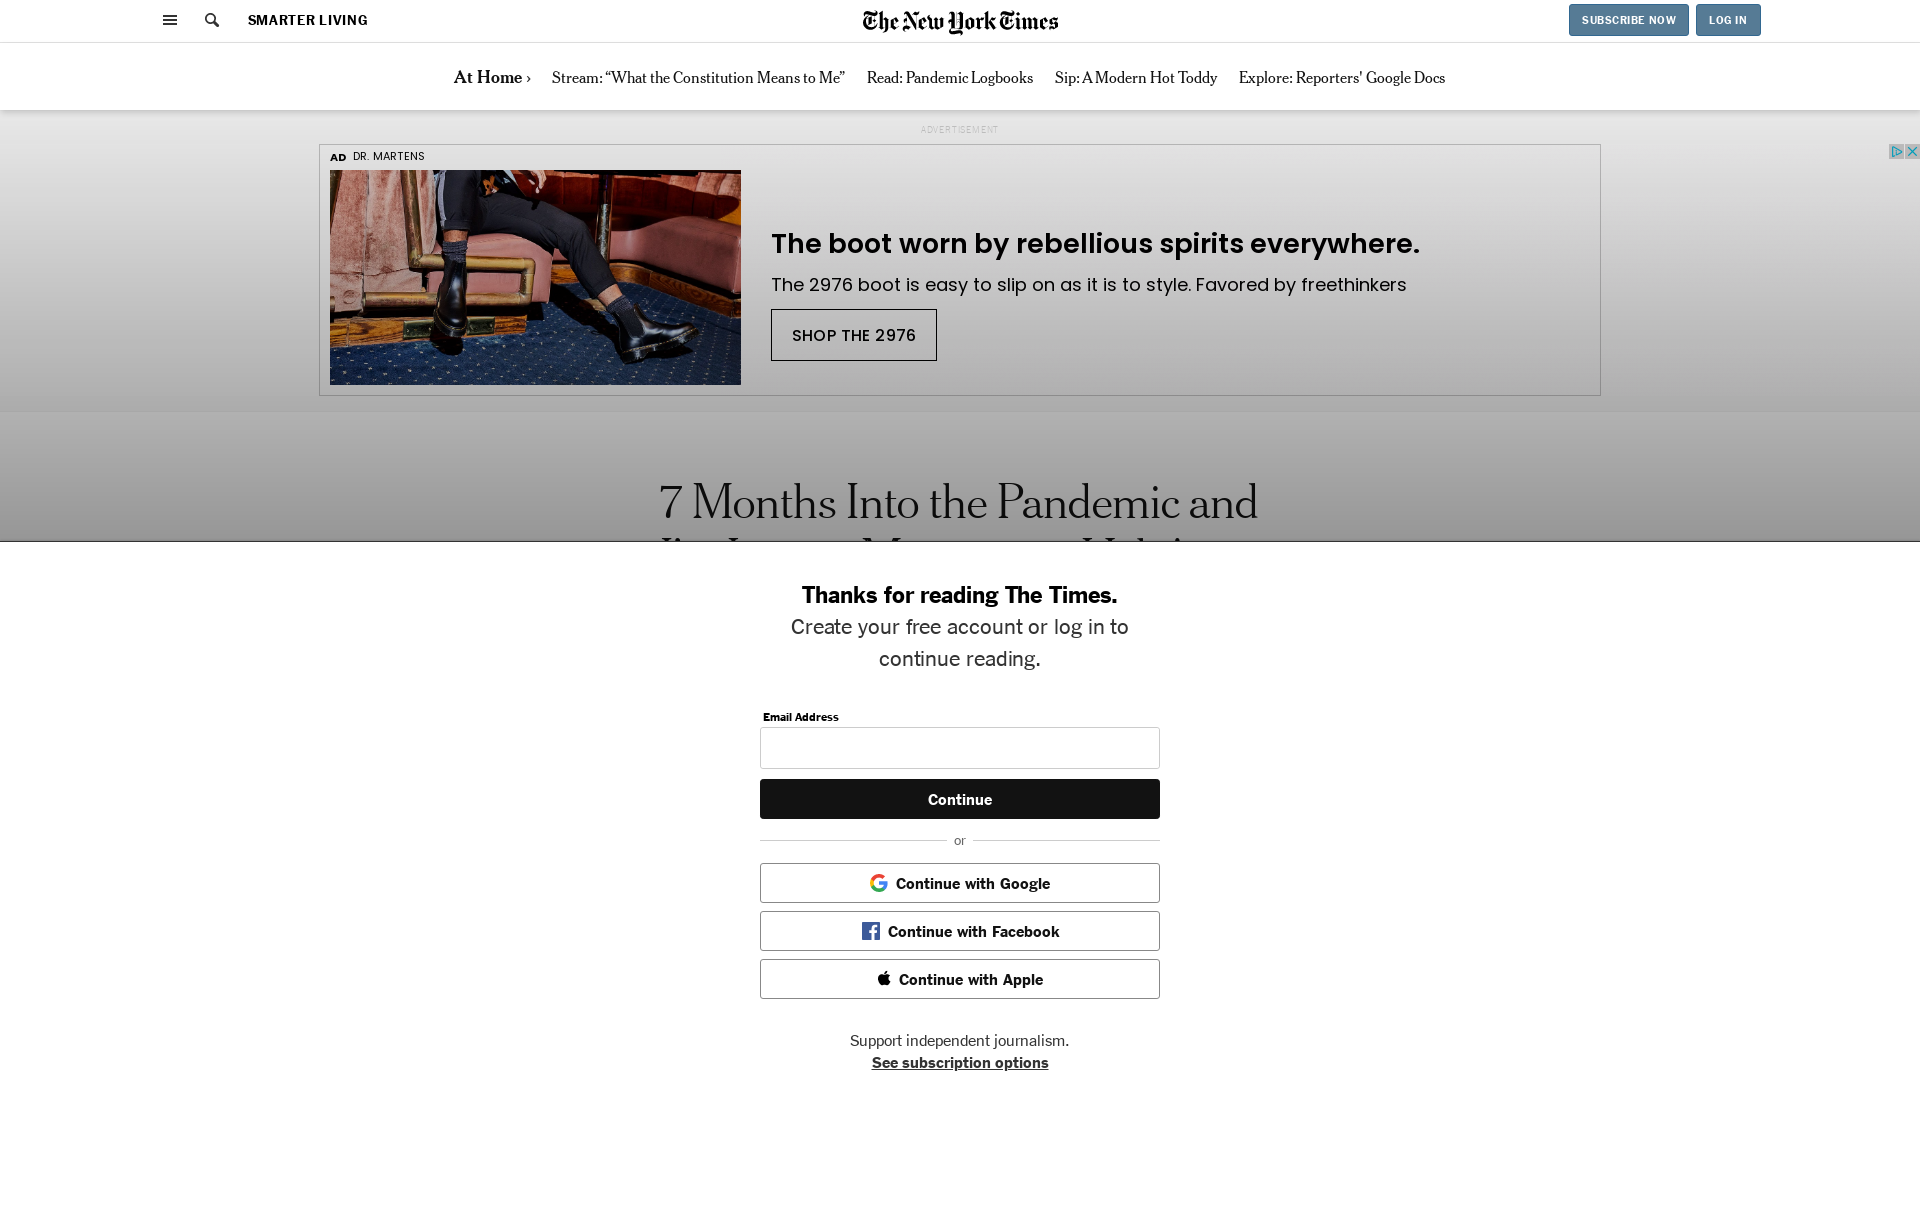 SMARTER LIVING
The New York Times
SUBSCRIBE NOW
LOG IN
At Home ›
Stream: “What the Constitution Means to Me”
Read: Pandemic Logbooks
Sip: A Modern Hot Toddy
Explore: Reporters' Google Docs
ADVERTISEMENT
AD DR. MARTENS
The boot worn by rebellious spirits everywhere.
The 2976 boot is easy to slip on as it is to style. Favored by freethinkers
SHOP THE 2976
7 Months Into the Pandemic and
Thanks for reading The Times.
Create your free account or log in to
continue reading.
Email Address
Continue
or
Continue with Google
Continue with Facebook
Continue with Apple
Support independent journalism.
See subscription options